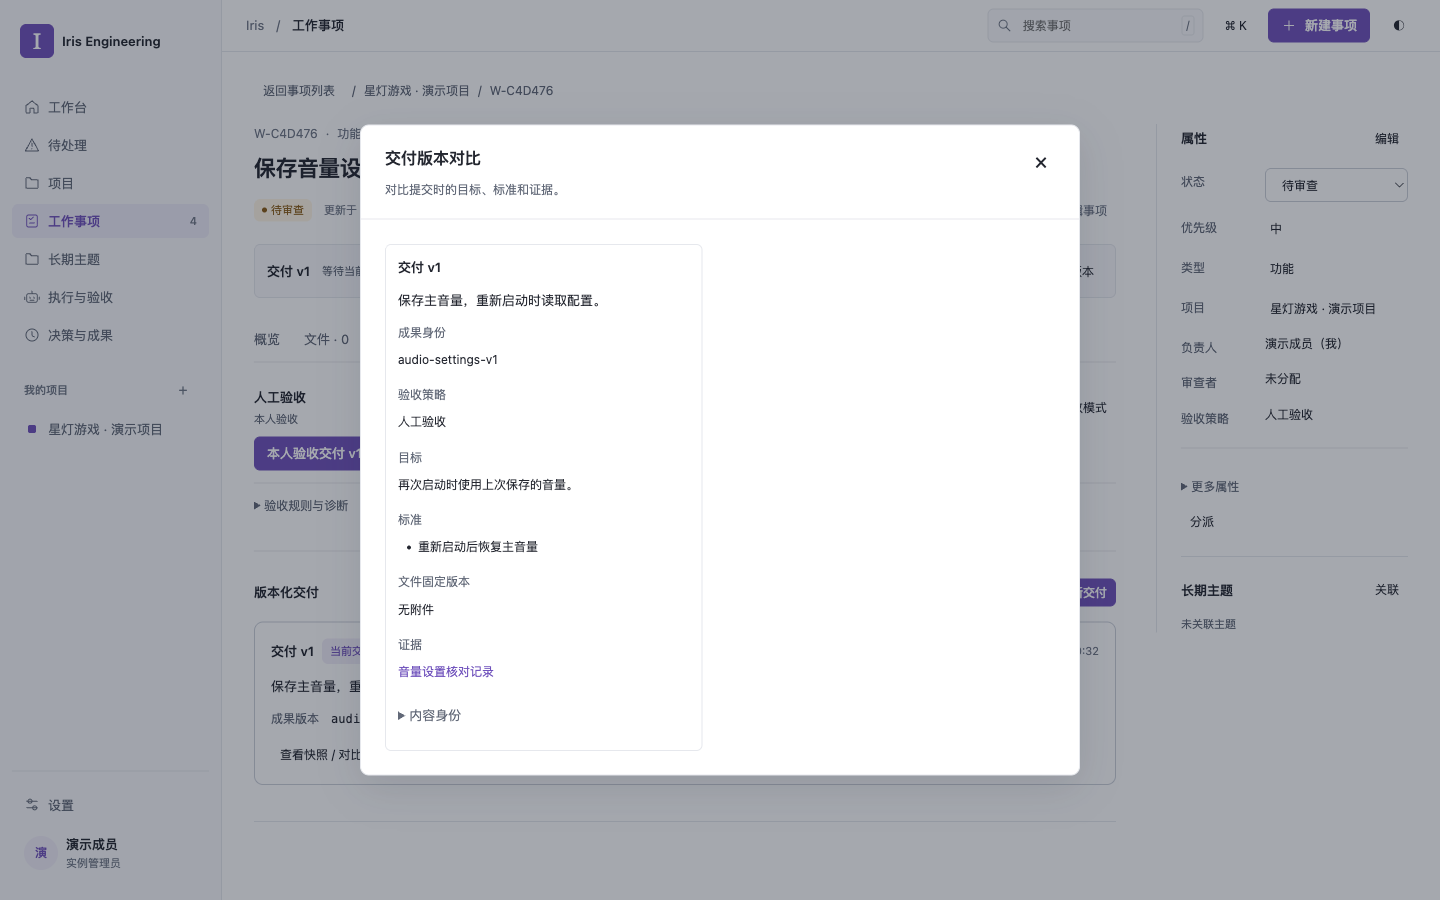 Iris Engineering
工作台
待处理
项目
工作事项 4
长期主题
执行与验收
决策与成果
我的项目 +
星灯游戏 · 演示项目
设置
演 演示成员
实例管理员
Iris / 工作事项
搜索事项 /
⌘ K
+ 新建事项
返回事项列表 / 星灯游戏 · 演示项目 / W-C4D476
W-C4D476 · 功能
保存音量设
待审查 更新于
事项
交付 v1 等待当前
概览 文件 · 0
人工验收
本人验收
模式
本人验收交付 v1
验收规则与诊断
版本化交付
交付
交付 v1 当前交
:32
保存主音量，重
成果版本 audi
查看快照 / 对比
交付版本对比
对比提交时的目标、标准和证据。
交付 v1
保存主音量，重新启动时读取配置。
成果身份
audio-settings-v1
验收策略
人工验收
目标
再次启动时使用上次保存的音量。
标准
• 重新启动后恢复主音量
文件固定版本
无附件
证据
音量设置核对记录
内容身份
属性 编辑
状态 待审查
优先级 中
类型 功能
项目 星灯游戏 · 演示项目
负责人 演示成员（我）
审查者 未分配
验收策略 人工验收
更多属性
分派
长期主题 关联
未关联主题